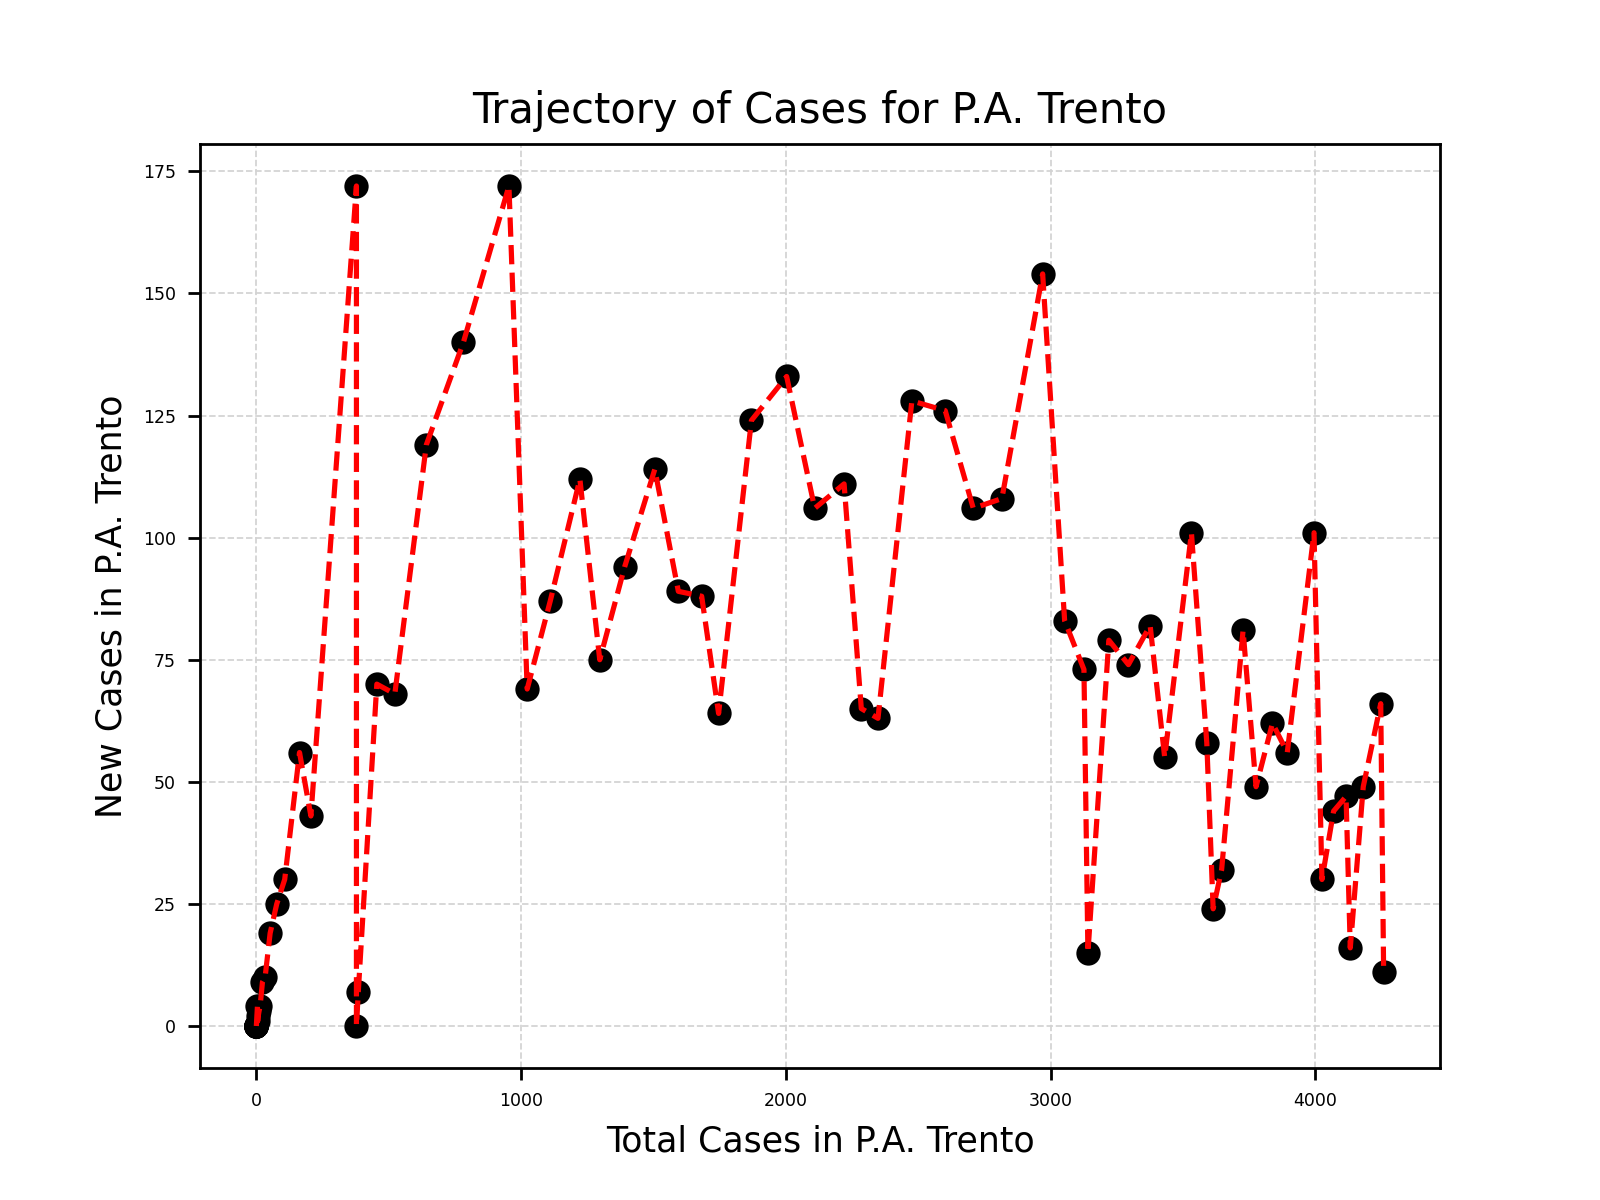 Trajectory of Cases for P.A. Trento
New Cases in P.A. Trento
175
150
125
100
75
50
25
0
0 1000 2000 3000 4000
Total Cases in P.A. Trento